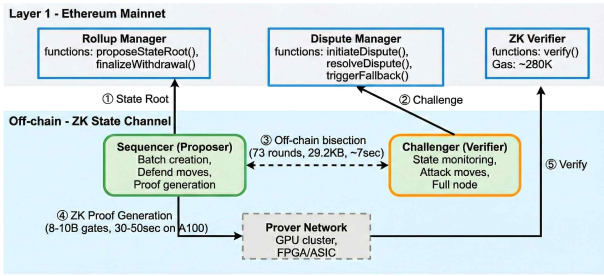 Layer 1 - Ethereum Mainnet
Rollup Manager
functions: proposeStateRoot(),
finalizeWithdrawal()
Dispute Manager
functions: initiateDispute(),
resolveDispute(),
triggerFallback()
ZK Verifier
functions: verify()
Gas: ~280K
① State Root
② Challenge
Off-chain - ZK State Channel
Sequencer (Proposer)
Batch creation,
Defend moves,
Proof generation
③ Off-chain bisection
(73 rounds, 29.2KB, ~7sec)
Challenger (Verifier)
State monitoring,
Attack moves,
Full node
⑤ Verify
④ ZK Proof Generation
(8-10B gates, 30-50sec on A100)
Prover Network
GPU cluster,
FPGA/ASIC